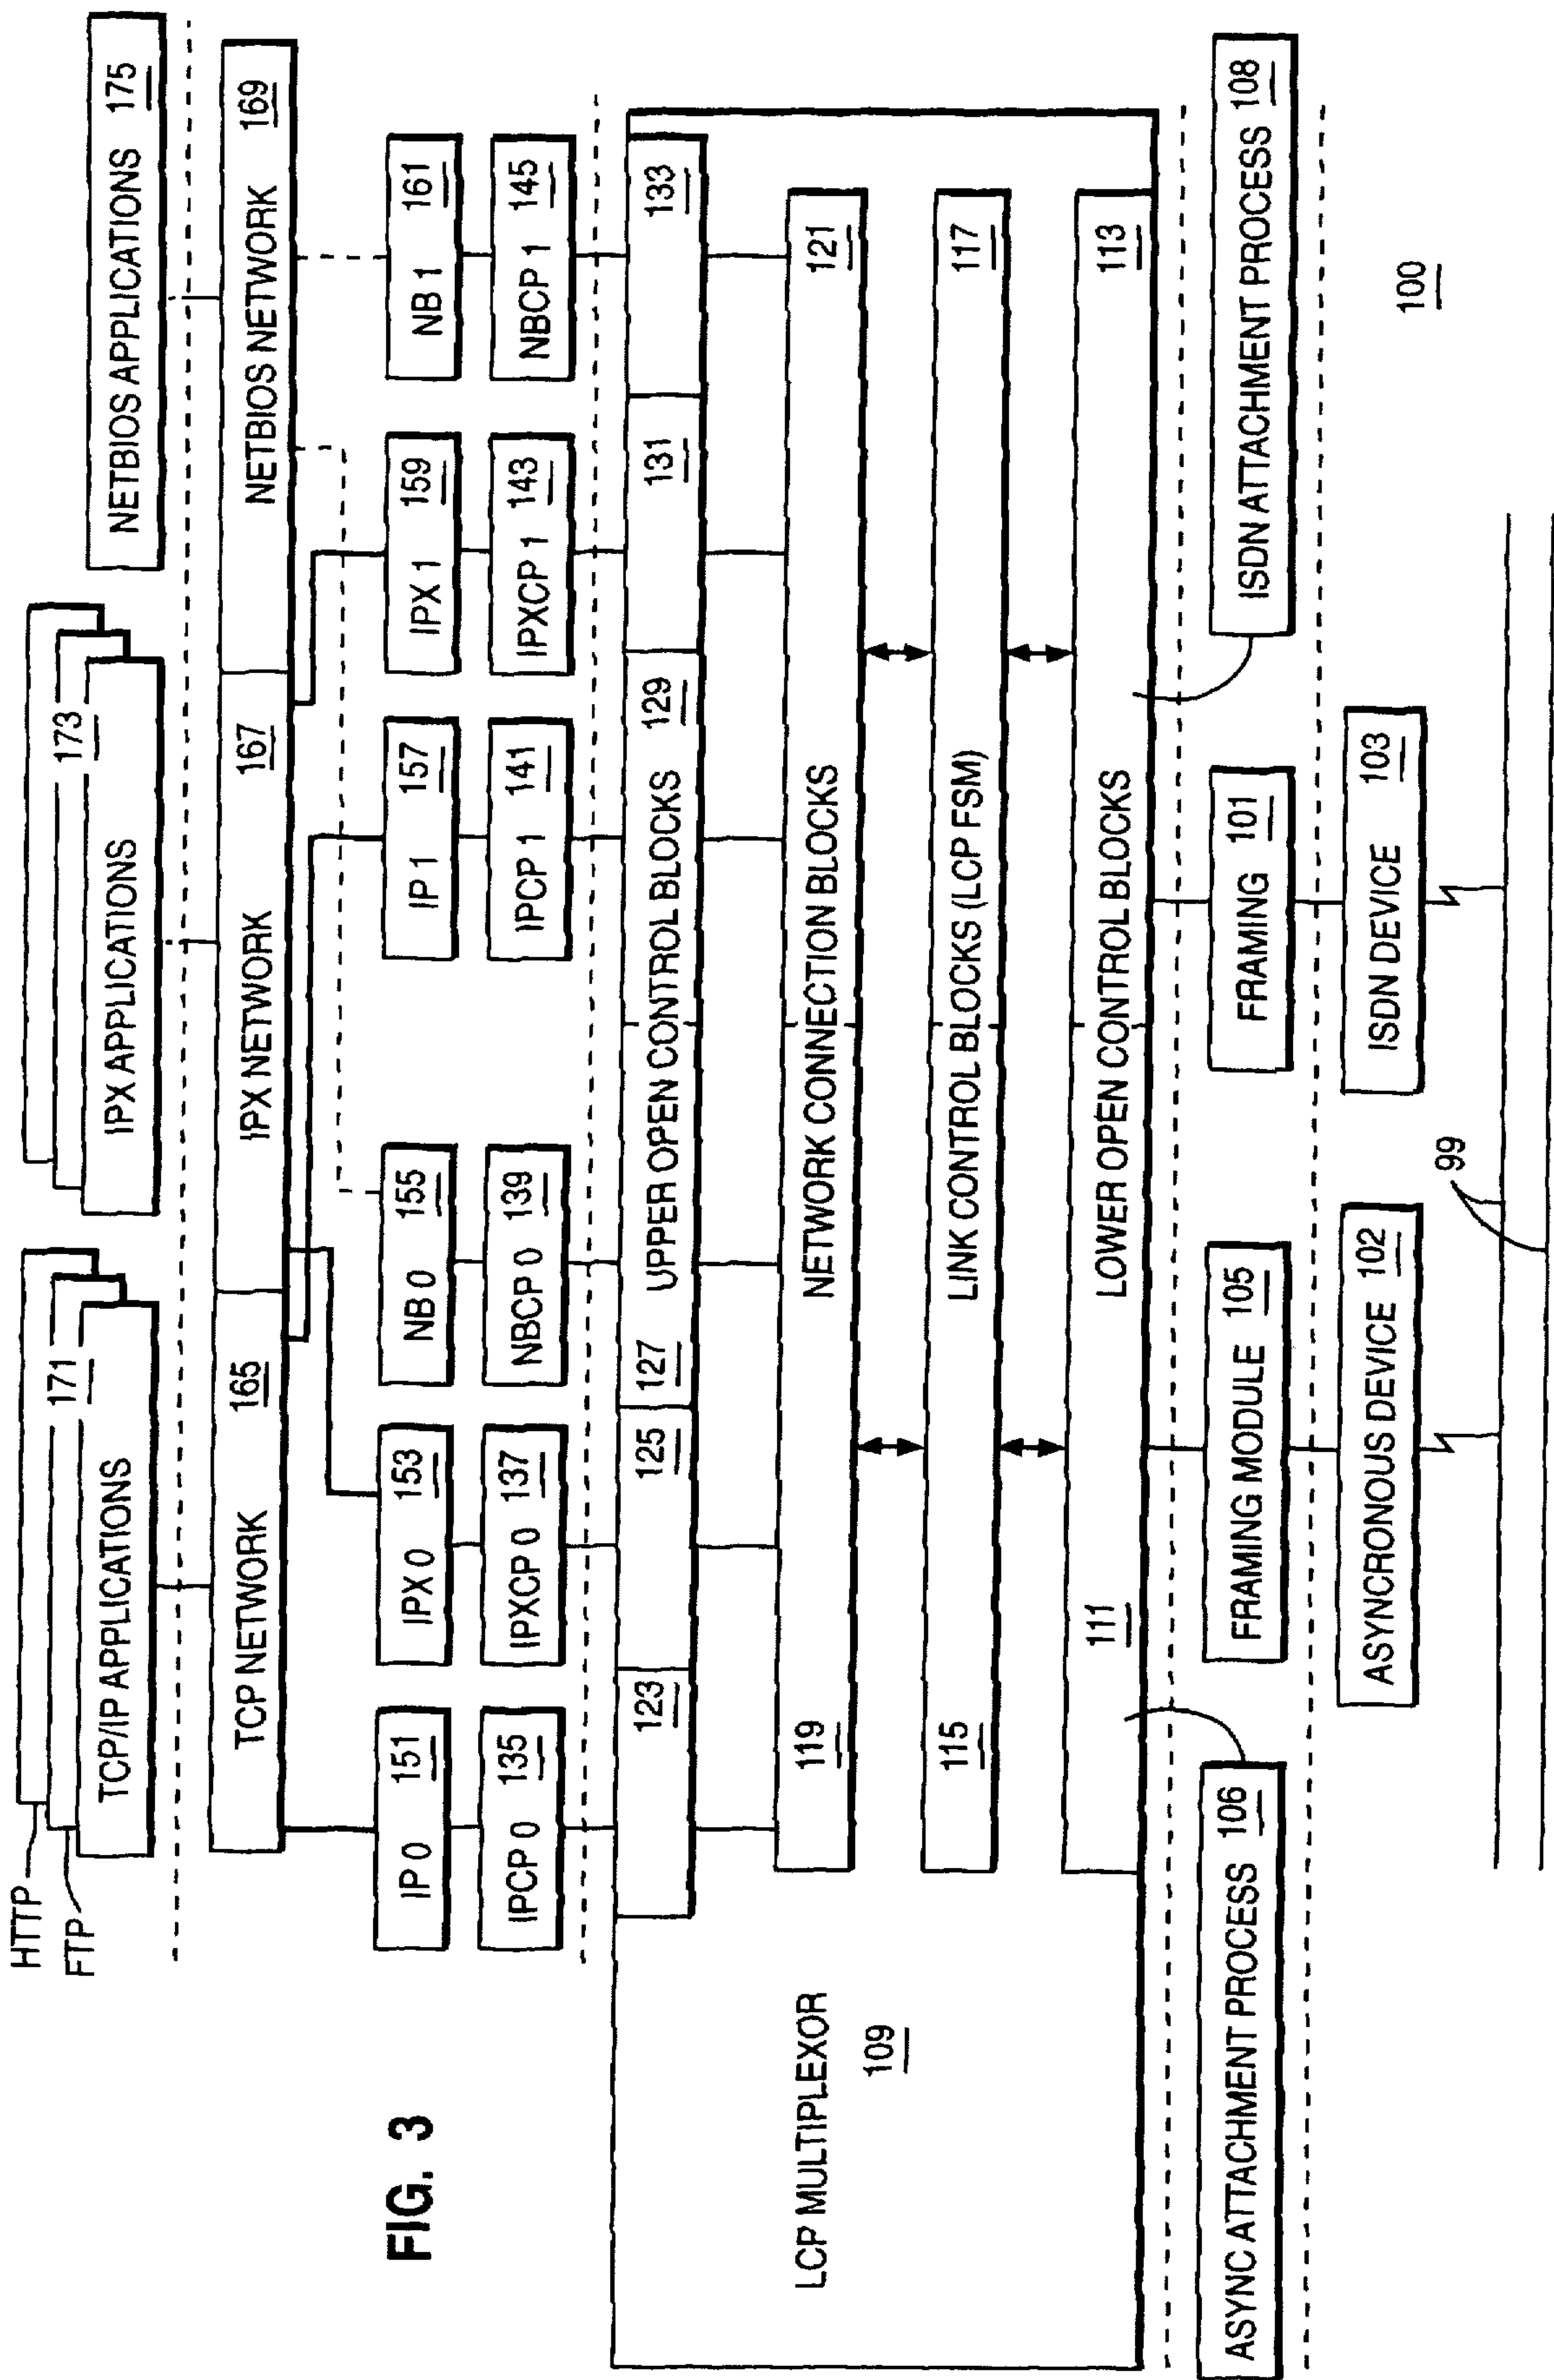 HTTP
FTP
TCP/IP APPLICATIONS 171
IPX APPLICATIONS 173
NETBIOS APPLICATIONS 175
TCP NETWORK 165
IPX NETWORK 167
NETBIOS NETWORK 169
FIG. 3
IP 0 151
IPX 0 153
NB 0 155
IP 1 157
IPX 1 159
NB 1 161
IPCP 0 135
IPXCP 0 137
NBCP 0 139
IPCP 1 141
IPXCP 1 143
NBCP 1 145
123 125 127 UPPER OPEN CONTROL BLOCKS 129 131 133
LCP MULTIPLEXOR
109
119 NETWORK CONNECTION BLOCKS 121
115 LINK CONTROL BLOCKS (LCP FSM) 117
111 LOWER OPEN CONTROL BLOCKS 113
ASYNC ATTACHMENT PROCESS 106
FRAMING MODULE 105
FRAMING 101
ISDN ATTACHMENT PROCESS 108
ASYNCRONOUS DEVICE 102
ISDN DEVICE 103
99
100